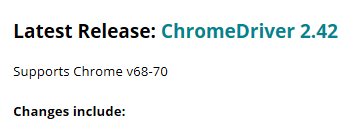 Latest Release: ChromeDriver 2.42
Supports Chrome v68-70
Changes include: